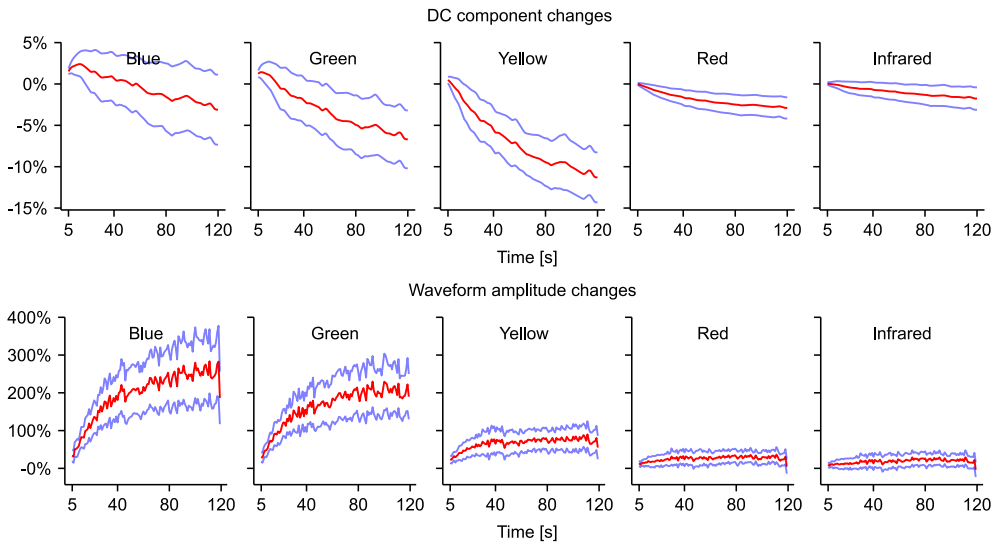 DC component changes
Blue Green Yellow Red Infrared
5%
0%
-5%
-10%
-15%
5 40 80 120 5 40 80 120 5 40 80 120 5 40 80 120 5 40 80 120
Time [s]
Waveform amplitude changes
400%
Blue Green Yellow Red Infrared
300%
200%
100%
-0%
5 40 80 120 5 40 80 120 5 40 80 120 5 40 80 120 5 40 80 120
Time [s]